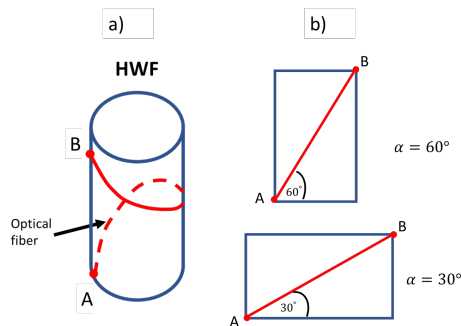 a)
HWF
B
Optical
fiber
A
b)
B
A
60°
α = 60°
B
A
30°
α = 30°